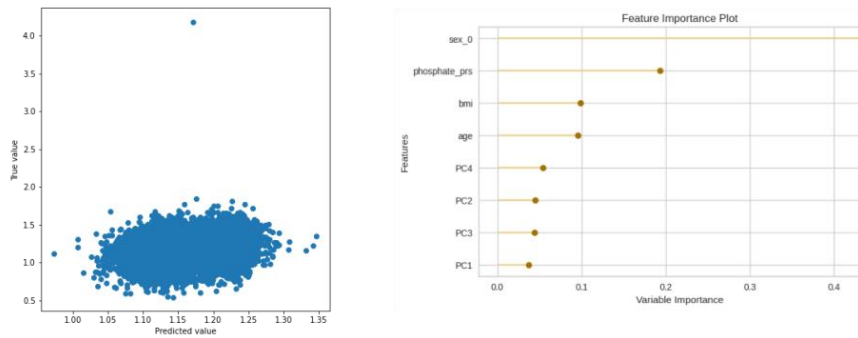 4.0
3.5
3.0
2.5
2.0
1.5
1.0
0.5
True value
1.00 1.05 1.10 1.15 1.20 1.25 1.30 1.35
Predicted value
Feature Importance Plot
sex_0
phosphate_prs
bmi
age
PC4
PC2
PC3
PC1
Features
0.0 0.1 0.2 0.3 0.4
Variable Importance